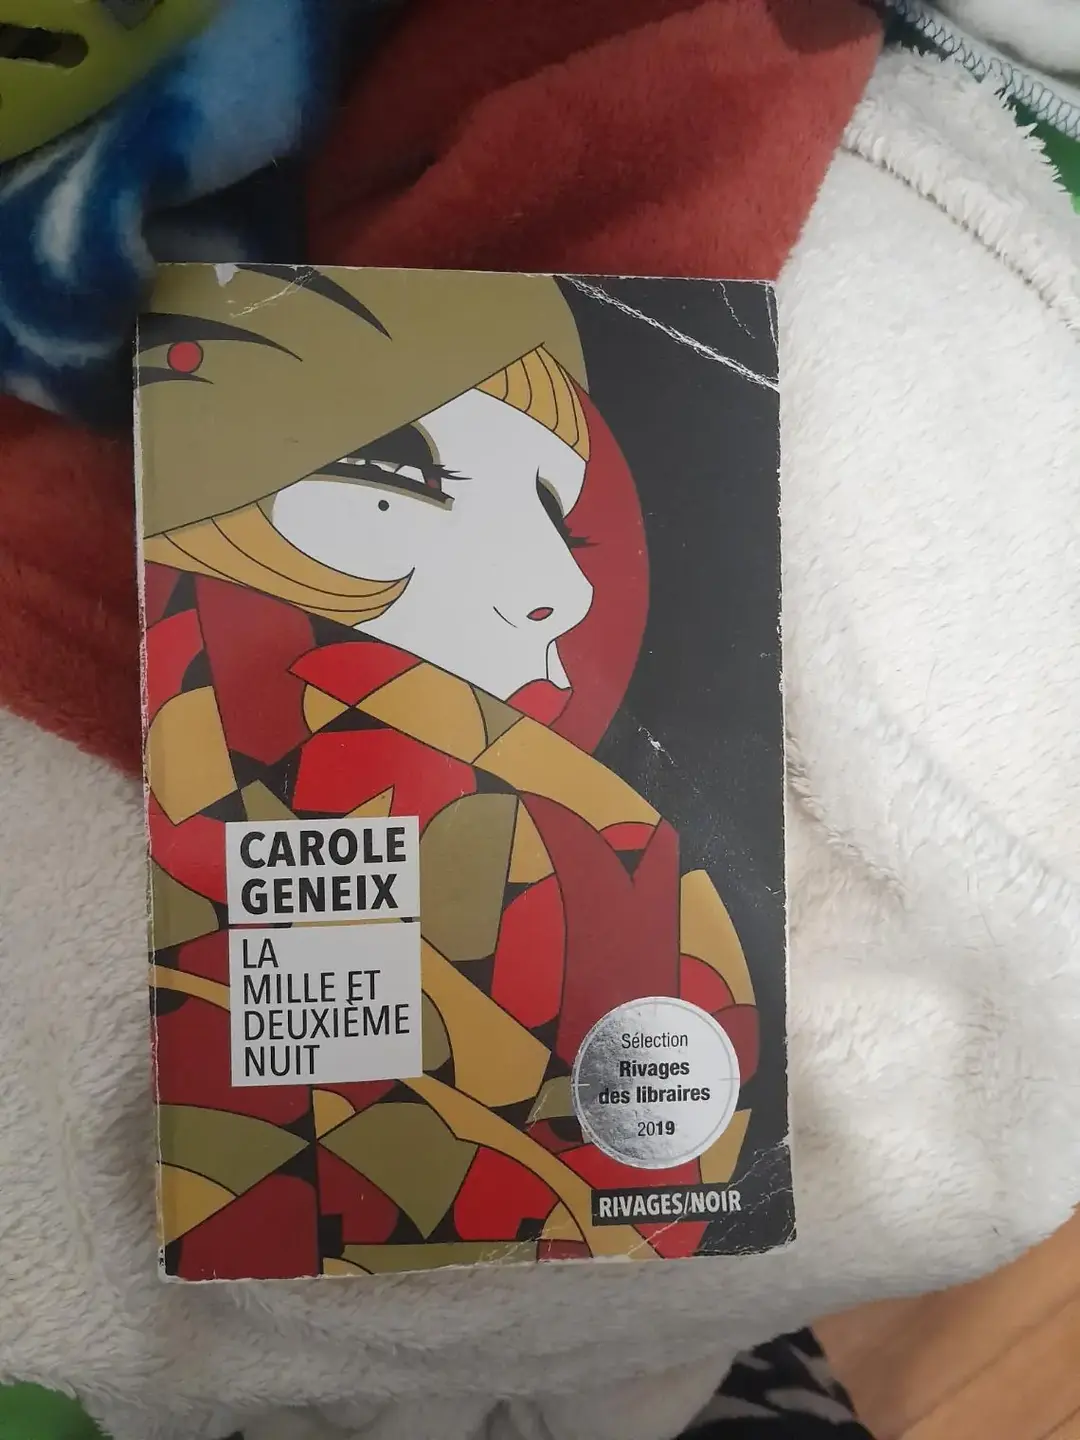 CAROLE
GENEIX
LA
MILLE ET
DEUXIÈME
NUIT
Sélection
Rivages
des libraires
2019
RIVAGES/NOIR